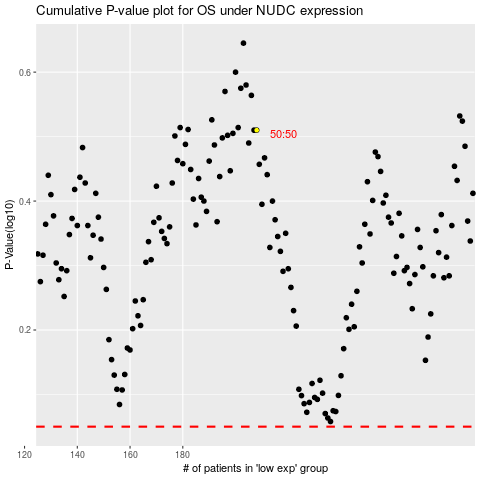 Cumulative P-value plot for OS under NUDC expression
P-Value(log10)
0.6
0.4
0.2
50:50
120 140 160 180
# of patients in 'low exp' group